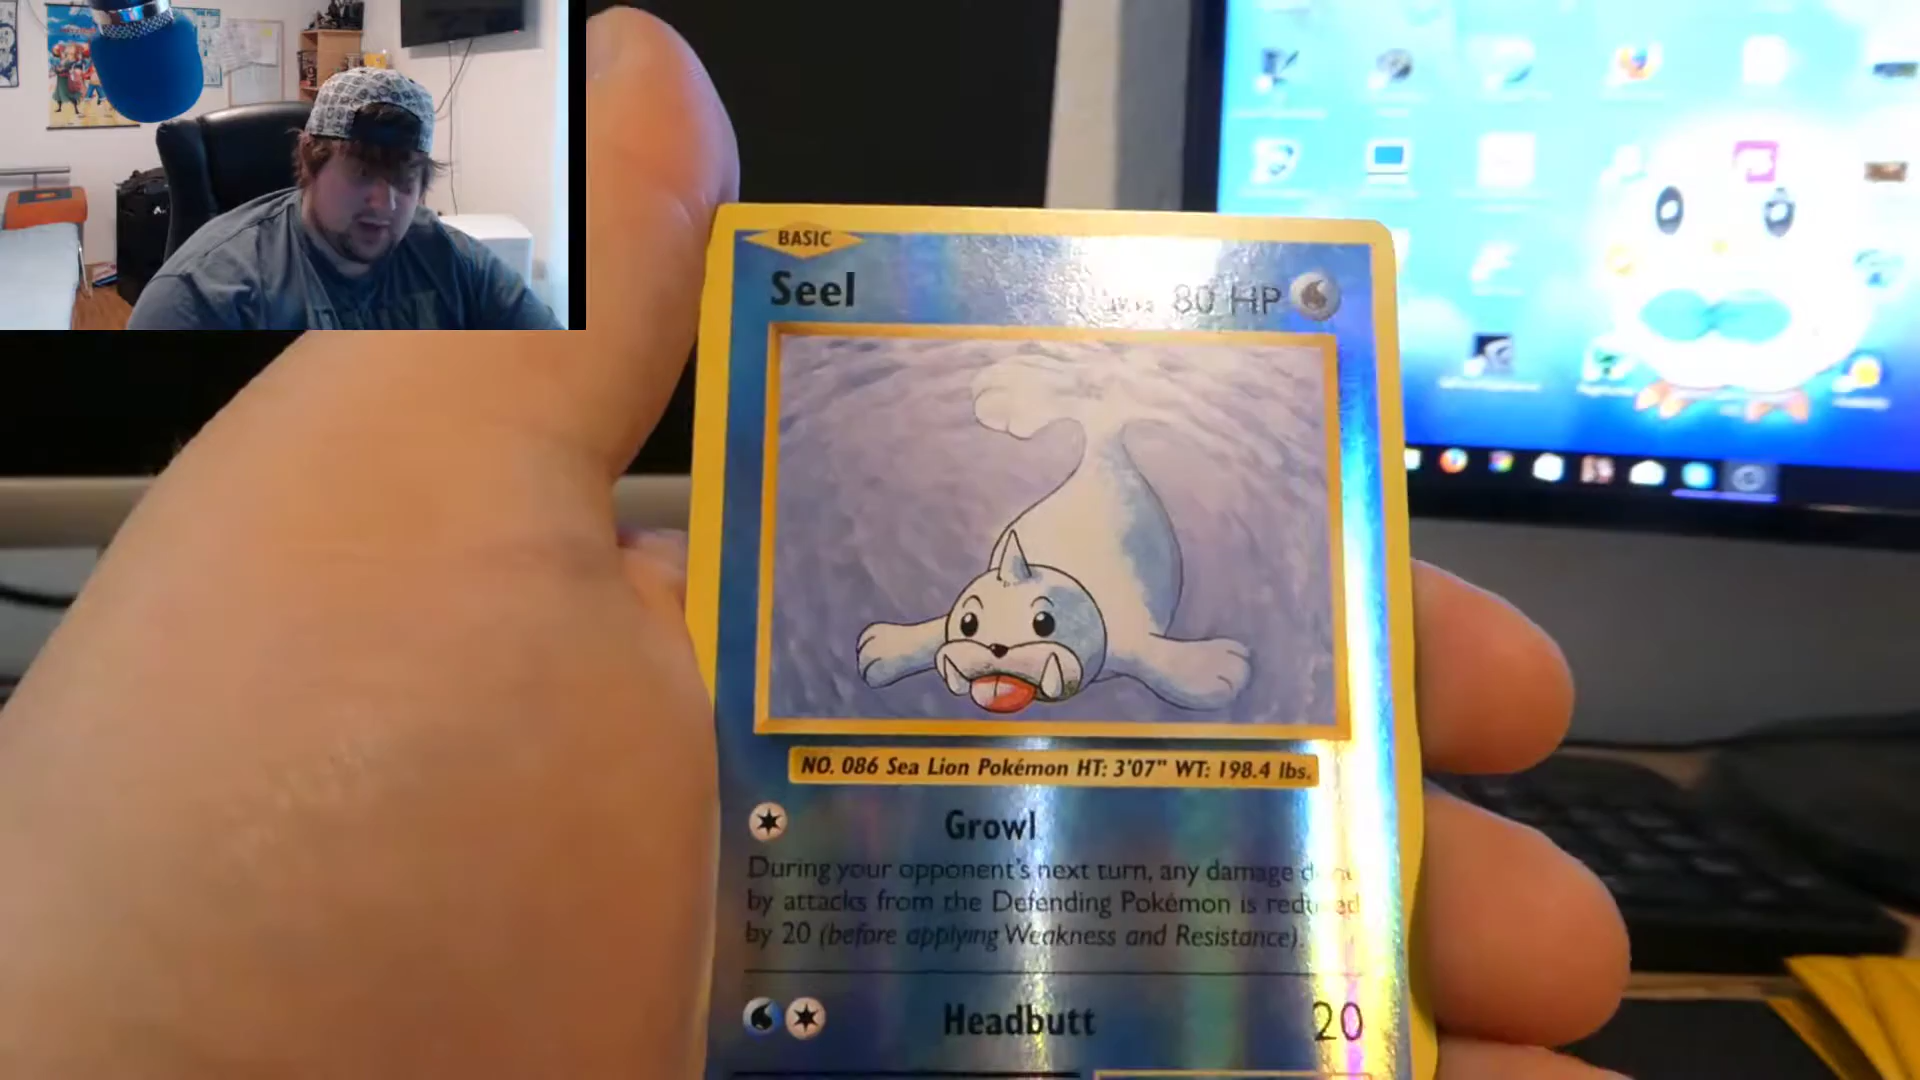 BASIC
Seel
80 HP
NO. 086 Sea Lion Pokémon HT: 3'07" WT: 198.4 lbs.
Growl
During your opponent's next turn, any damage
by attacks from the Defending Pokémon is reduced
by 20 (before applying Weakness and Resistance).
Headbutt 20